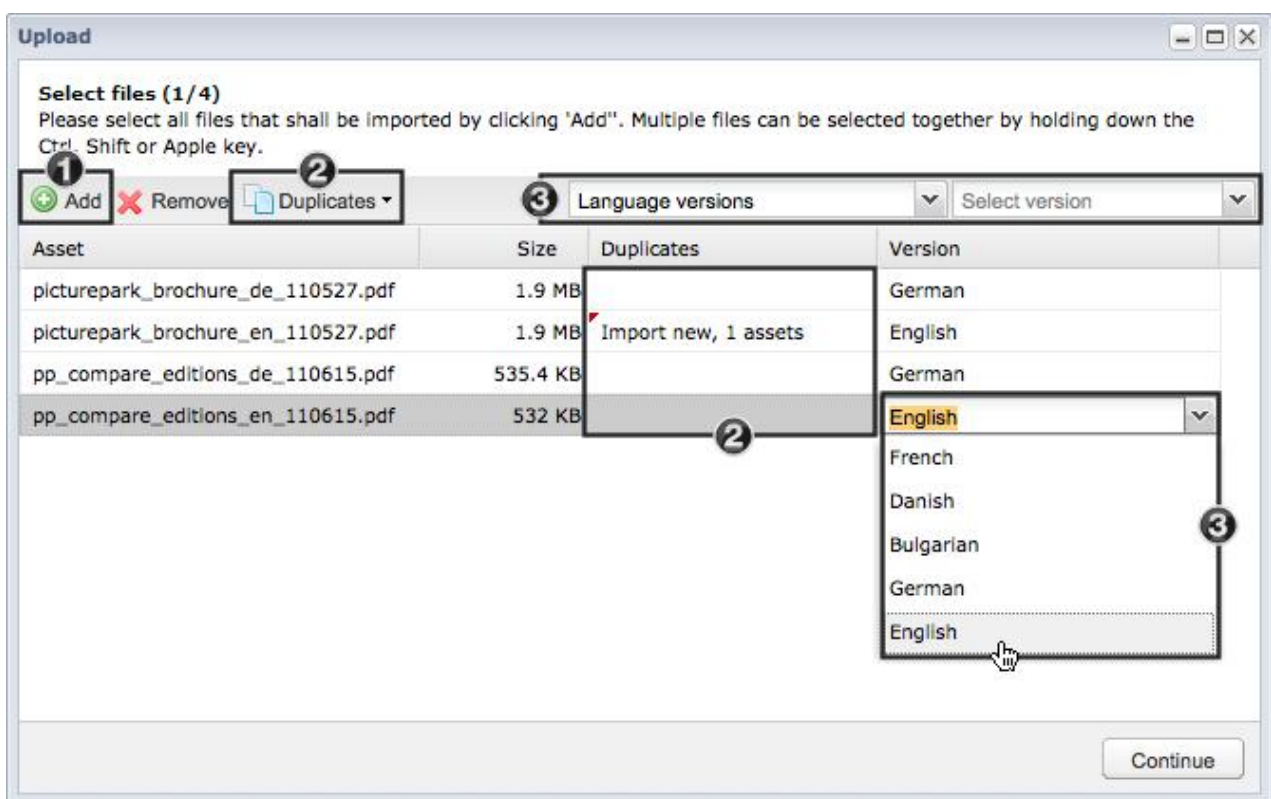 Upload
Select files (1/4)
Please select all files that shall be imported by clicking 'Add". Multiple files can be selected together by holding down the
Ctrl, Shift or Apple key.
1 2
Add Remove Duplicates 3 Language versions Select version
Asset Size Duplicates Version
picturepark_brochure_de_110527.pdf 1.9 MB German
picturepark_brochure_en_110527.pdf 1.9 MB Import new, 1 assets English
pp_compare_editions_de_110615.pdf 535.4 KB German
pp_compare_editions_en_110615.pdf 532 KB English
2
French
Danish
3
Bulgarian
German
English
Continue